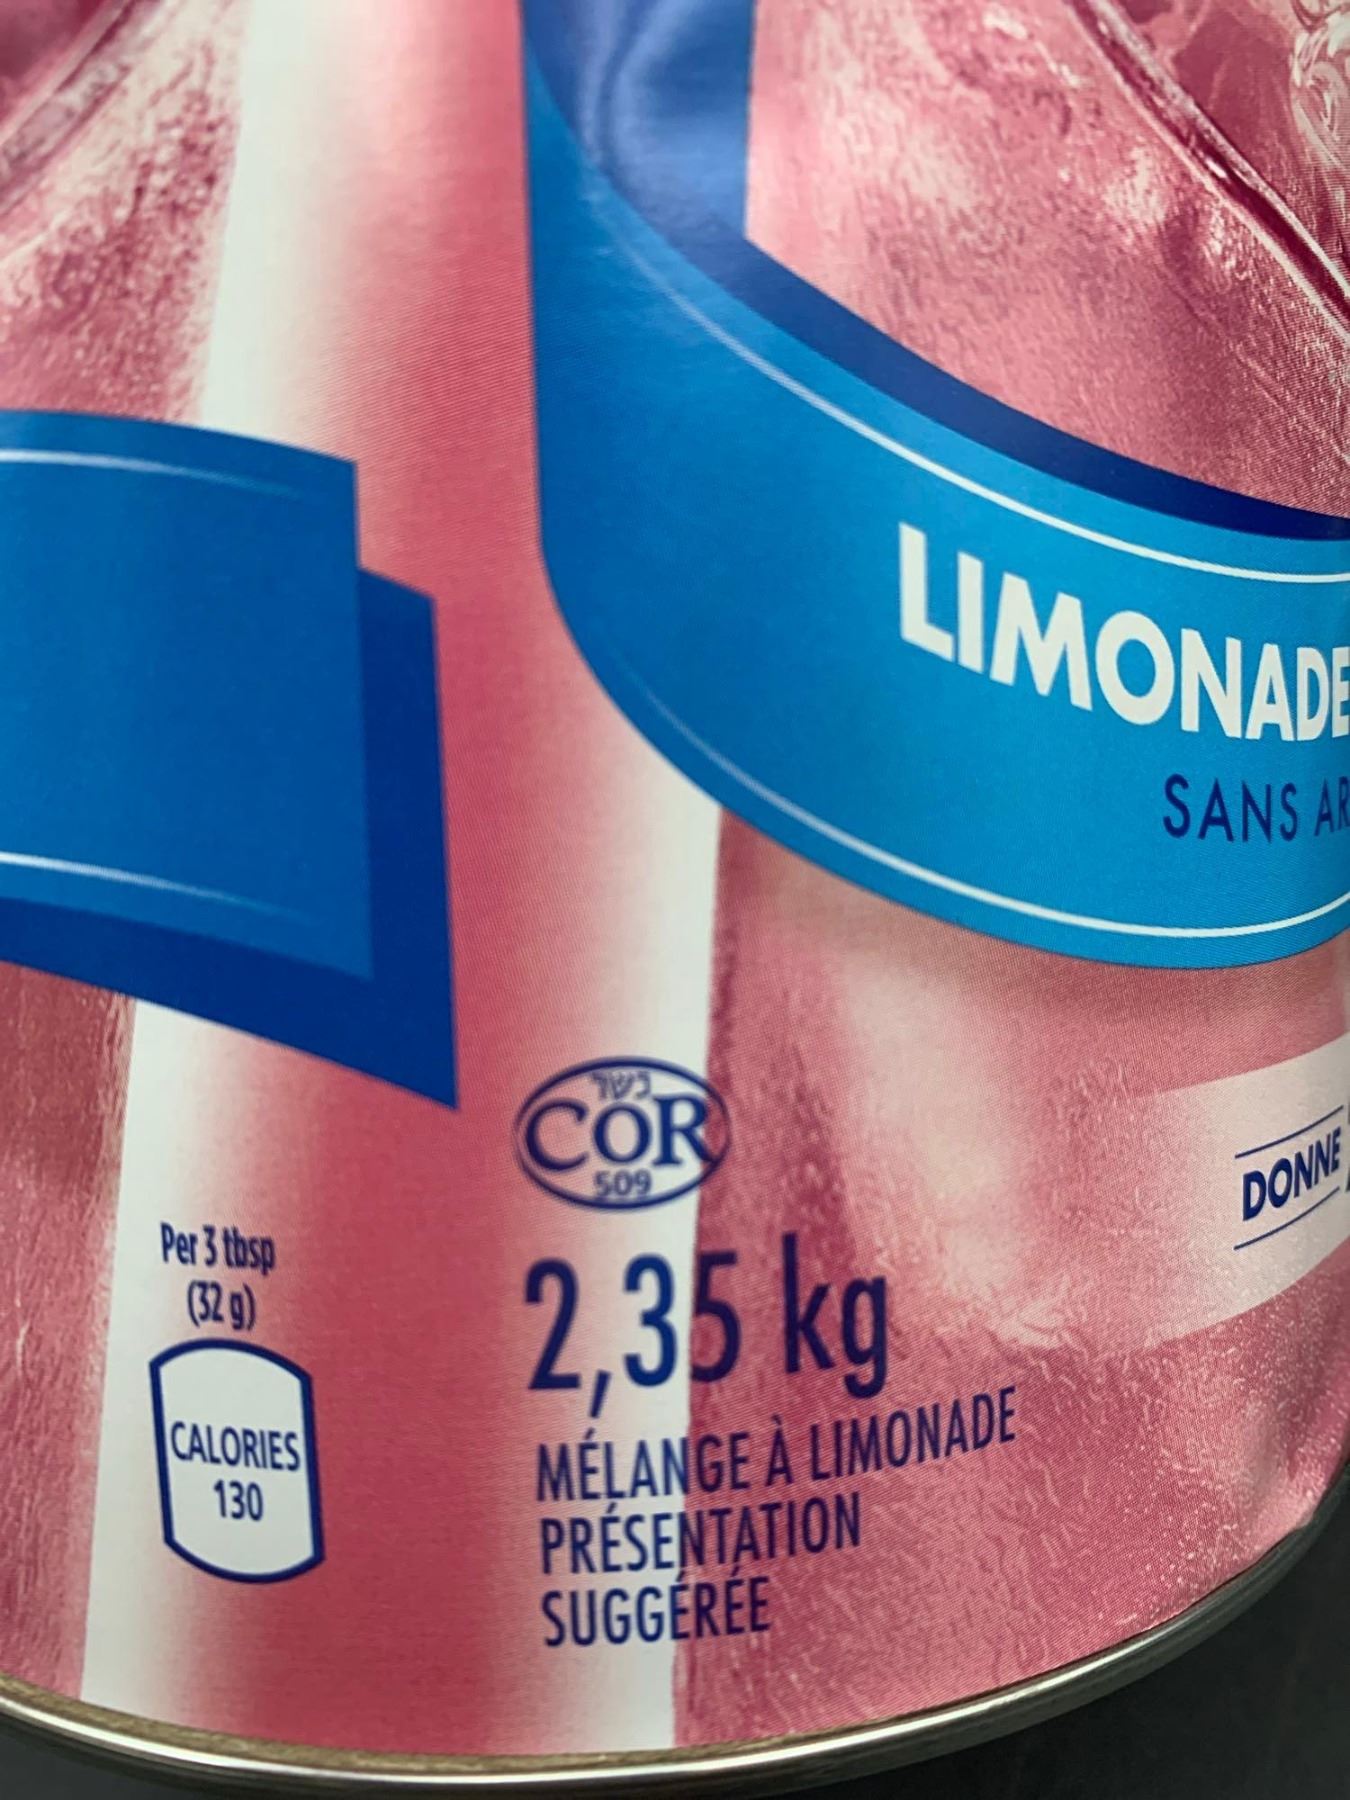 LIMONADE
SANS
כשר
COR
509
DONNE
Per 3 tbsp
(32 g)
CALORIES
130
2,35 kg
MÉLANGE À LIMONADE
PRÉSENTATION
SUGGÉRÉE